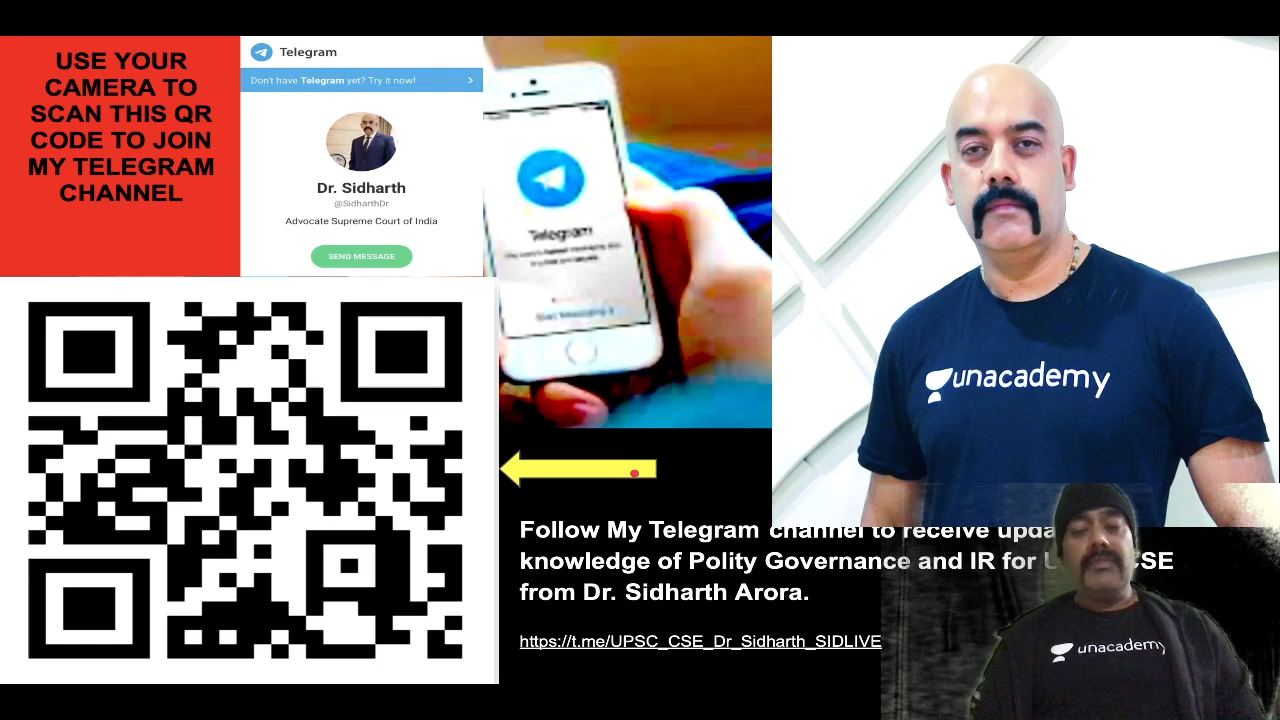 USE YOUR
CAMERA TO
SCAN THIS QR
CODE TO JOIN
MY TELEGRAM
CHANNEL
Telegram
Don't have Telegram yet? Try it now!
Dr. Sidharth
@SidharthDr
Advocate Supreme Court of India
SEND MESSAGE
Telegram
unacademy
Follow My Telegram channel to receive upda
knowledge of Polity Governance and IR for U CSE
from Dr. Sidharth Arora.
https://t.me/UPSC_CSE_Dr_Sidharth_SIDLIVE
unacademy